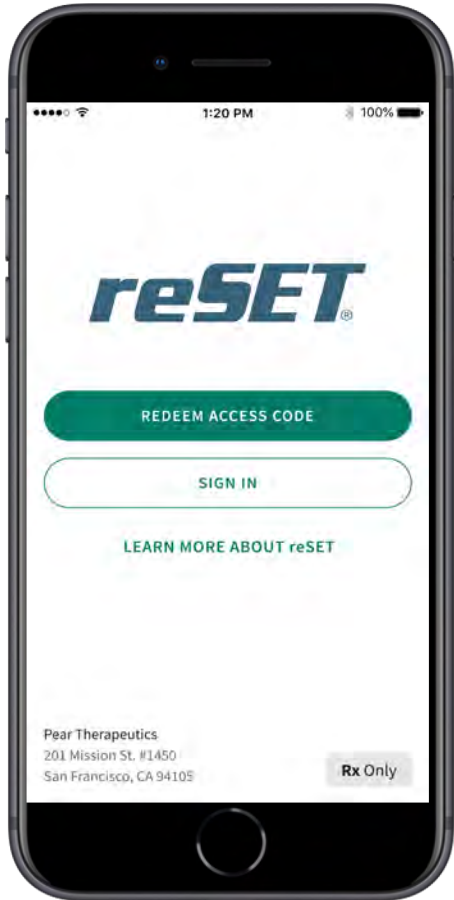 1:20 PM 100%
reSET®
REDEEM ACCESS CODE
SIGN IN
LEARN MORE ABOUT reSET
Pear Therapeutics
201 Mission St. #1450
San Francisco, CA 94105
Rx Only